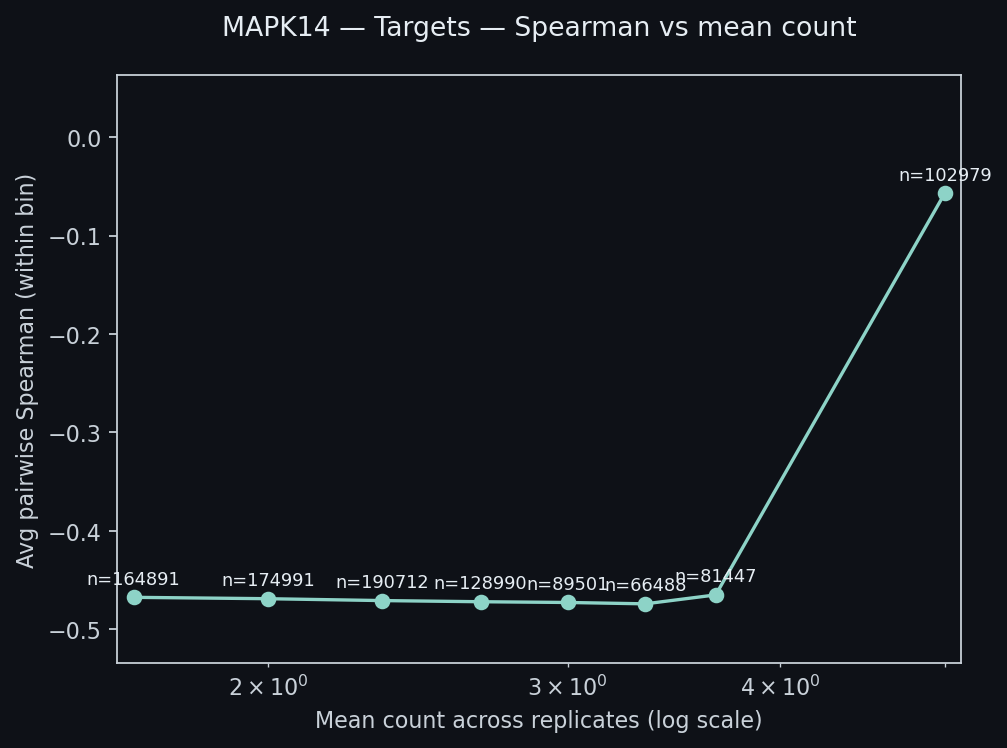 MAPK14 — Targets — Spearman vs mean count
Avg pairwise Spearman (within bin)
0.0
−0.1
−0.2
−0.3
−0.4
−0.5
n=102979
n=164891
n=174991
n=190712
n=128990
n=89501
n=66488
n=81447
2 × 10⁰
3 × 10⁰
4 × 10⁰
Mean count across replicates (log scale)